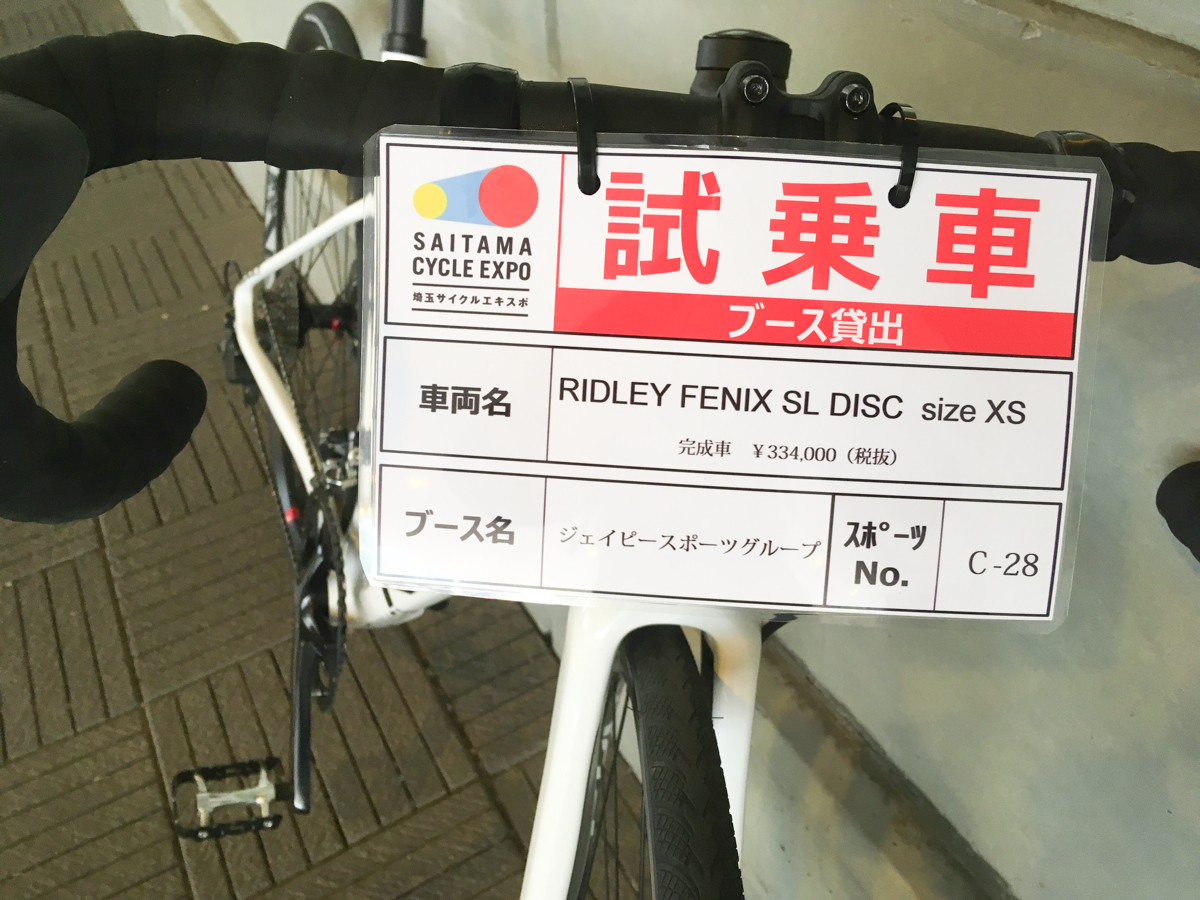 SAITAMA
CYCLE EXPO
埼玉サイクルエキスポ
試乗車
ブース貸出
車両名
RIDLEY FENIX SL DISC size XS
完成車 ¥334,000（税抜）
ブース名
ジェイピースポーツグループ
ｽﾎﾟｰﾂ
No.
C-28